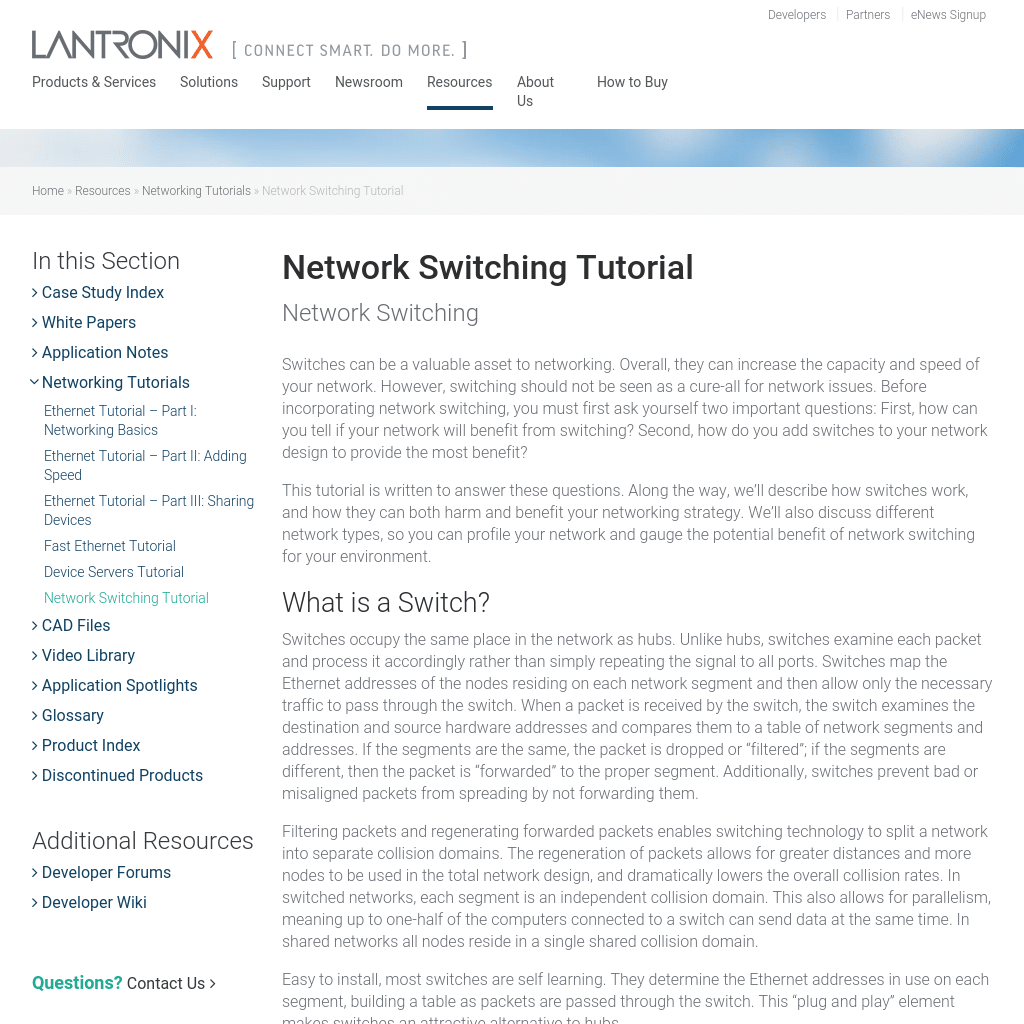 Developers
Partners
eNews Signup
LANTRONIX [ CONNECT SMART. DO MORE. ]
Products & Services
Solutions
Support
Newsroom
Resources
About
Us
How to Buy
Home » Resources » Networking Tutorials » Network Switching Tutorial
In this Section
Case Study Index
White Papers
Application Notes
Networking Tutorials
Ethernet Tutorial – Part I:
Networking Basics
Ethernet Tutorial – Part II: Adding
Speed
Ethernet Tutorial – Part III: Sharing
Devices
Fast Ethernet Tutorial
Device Servers Tutorial
Network Switching Tutorial
CAD Files
Video Library
Application Spotlights
Glossary
Product Index
Discontinued Products
Additional Resources
Developer Forums
Developer Wiki
Questions? Contact Us
Network Switching Tutorial
Network Switching
Switches can be a valuable asset to networking. Overall, they can increase the capacity and speed of
your network. However, switching should not be seen as a cure-all for network issues. Before
incorporating network switching, you must first ask yourself two important questions: First, how can
you tell if your network will benefit from switching? Second, how do you add switches to your network
design to provide the most benefit?
This tutorial is written to answer these questions. Along the way, we’ll describe how switches work,
and how they can both harm and benefit your networking strategy. We’ll also discuss different
network types, so you can profile your network and gauge the potential benefit of network switching
for your environment.
What is a Switch?
Switches occupy the same place in the network as hubs. Unlike hubs, switches examine each packet
and process it accordingly rather than simply repeating the signal to all ports. Switches map the
Ethernet addresses of the nodes residing on each network segment and then allow only the necessary
traffic to pass through the switch. When a packet is received by the switch, the switch examines the
destination and source hardware addresses and compares them to a table of network segments and
addresses. If the segments are the same, the packet is dropped or “filtered”; if the segments are
different, then the packet is “forwarded” to the proper segment. Additionally, switches prevent bad or
misaligned packets from spreading by not forwarding them.
Filtering packets and regenerating forwarded packets enables switching technology to split a network
into separate collision domains. The regeneration of packets allows for greater distances and more
nodes to be used in the total network design, and dramatically lowers the overall collision rates. In
switched networks, each segment is an independent collision domain. This also allows for parallelism,
meaning up to one-half of the computers connected to a switch can send data at the same time. In
shared networks all nodes reside in a single shared collision domain.
Easy to install, most switches are self learning. They determine the Ethernet addresses in use on each
segment, building a table as packets are passed through the switch. This “plug and play” element
makes switches an attractive alternative to hubs.